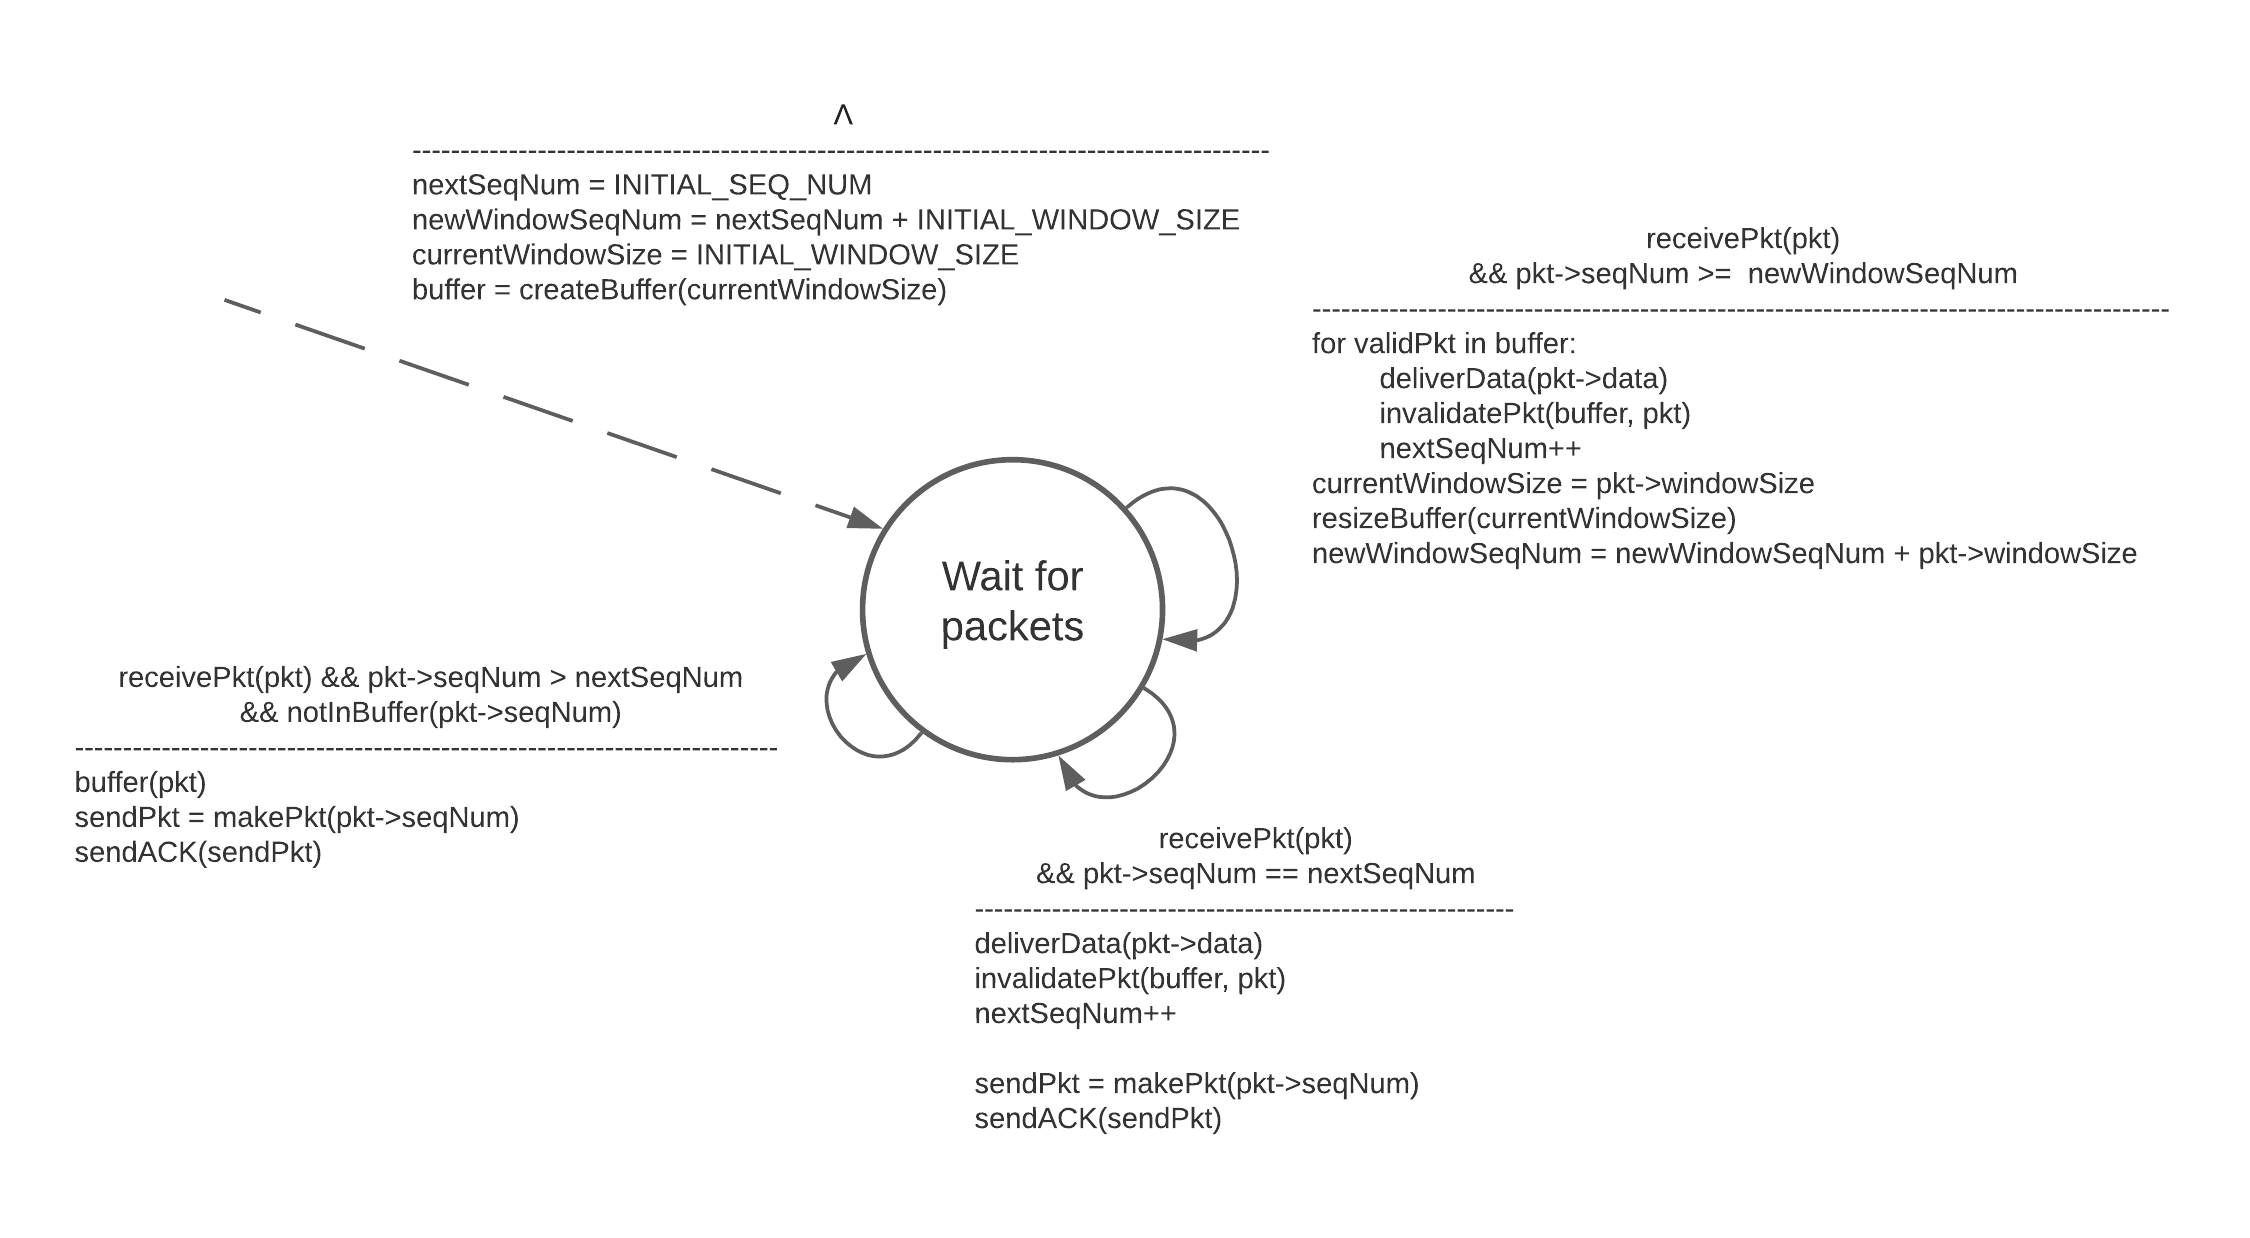 Λ
----------------------------------------------------------------------------------------
nextSeqNum = INITIAL_SEQ_NUM
newWindowSeqNum = nextSeqNum + INITIAL_WINDOW_SIZE
currentWindowSize = INITIAL_WINDOW_SIZE
buffer = createBuffer(currentWindowSize)
receivePkt(pkt)
&& pkt->seqNum >=  newWindowSeqNum
----------------------------------------------------------------------------------------
for validPkt in buffer:
deliverData(pkt->data)
invalidatePkt(buffer, pkt)
nextSeqNum++
currentWindowSize = pkt->windowSize
resizeBuffer(currentWindowSize)
newWindowSeqNum = newWindowSeqNum + pkt->windowSize
Wait for
packets
receivePkt(pkt) && pkt->seqNum > nextSeqNum
&& notInBuffer(pkt->seqNum)
------------------------------------------------------------------------
buffer(pkt)
sendPkt = makePkt(pkt->seqNum)
sendACK(sendPkt)
receivePkt(pkt)
&& pkt->seqNum == nextSeqNum
-------------------------------------------------------
deliverData(pkt->data)
invalidatePkt(buffer, pkt)
nextSeqNum++
sendPkt = makePkt(pkt->seqNum)
sendACK(sendPkt)